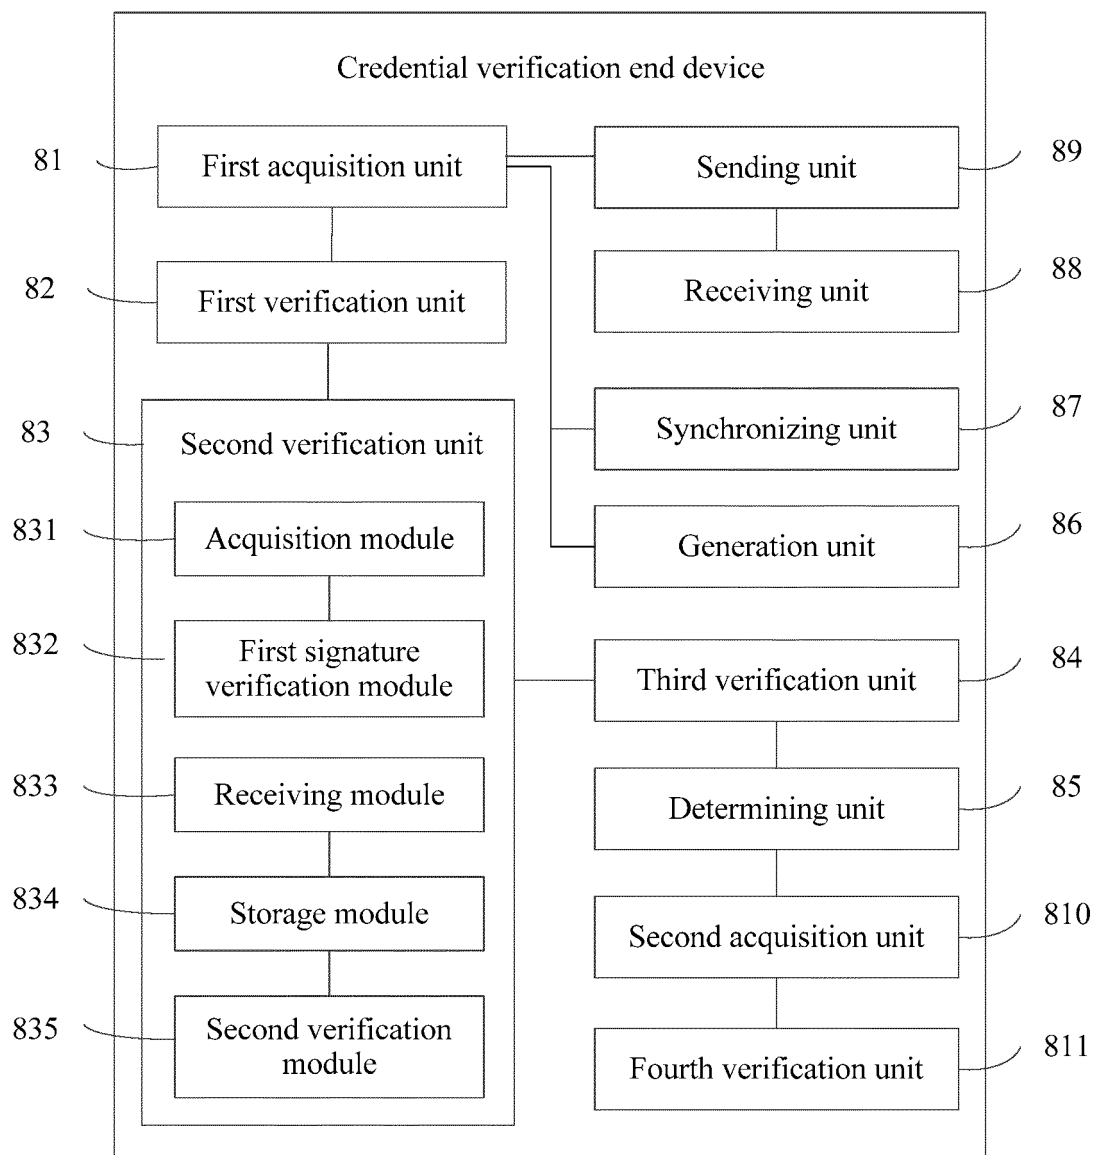 Credential verification end device
81
First acquisition unit
Sending unit
89
82
First verification unit
Receiving unit
88
83
Second verification unit
Synchronizing unit
87
831
Acquisition module
Generation unit
86
832
First signature
verification module
Third verification unit
84
833
Receiving module
Determining unit
85
834
Storage module
Second acquisition unit
810
835
Second verification
module
Fourth verification unit
811